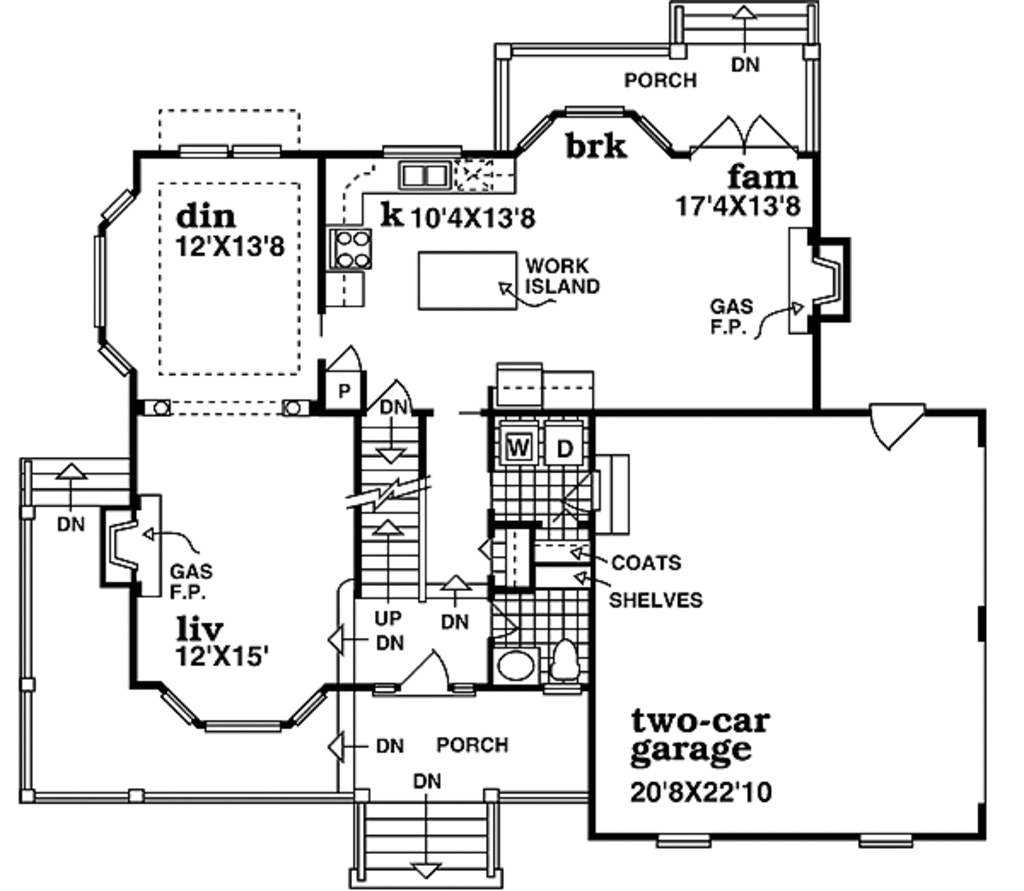 DN
PORCH
brk
fam
17'4X13'8
din
12'X13'8
k 10'4X13'8
WORK
ISLAND
GAS
F.P.
P
DN
W
D
DN
GAS
F.P.
COATS
SHELVES
UP
DN
DN
liv
12'X15'
DN
PORCH
DN
two-car
garage
20'8X22'10